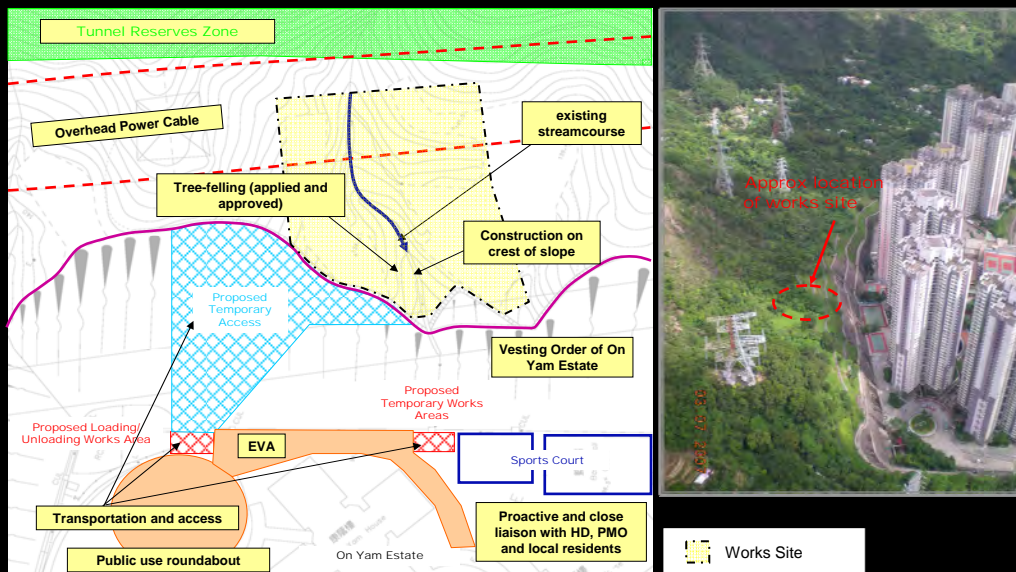 Tunnel Reserves Zone
Overhead Power Cable
existing
streamcourse
Tree-felling (applied and
approved)
Construction on
crest of slope
Proposed
Temporary
Access
Vesting Order of On
Yam Estate
Proposed
Temporary Works
Areas
Proposed Loading/
Unloading Works Area
EVA
Sports Court
Transportation and access
Public use roundabout
On Yam Estate
Proactive and close
liaison with HD, PMO
and local residents
Approx location
of works site
Works Site